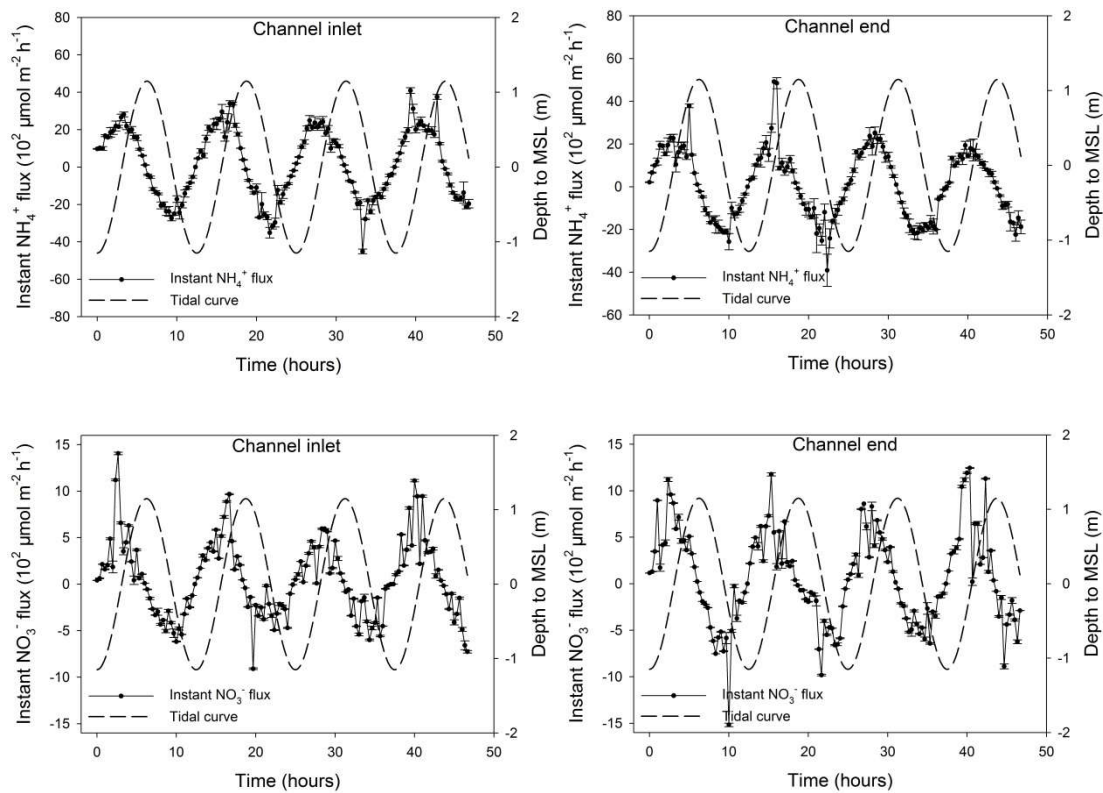 Channel inlet
Instant NH₄⁺ flux (10² µmol m⁻² h⁻¹)
80
60
40
20
0
-20
-40
-60
-80
Instant NH₄⁺ flux
Tidal curve
2
1
0
-1
-2
Depth to MSL (m)
0 10 20 30 40 50
Time (hours)
Channel end
Instant NH₄⁺ flux (10² µmol m⁻² h⁻¹)
80
60
40
20
0
-20
-40
-60
Instant NH₄⁺ flux
Tidal curve
2
1
0
-1
-2
Depth to MSL (m)
0 10 20 30 40 50
Time (hours)
Channel inlet
Instant NO₃⁻ flux (10² µmol m⁻² h⁻¹)
15
10
5
0
-5
-10
-15
Instant NO₃⁻ flux
Tidal curve
2
1
0
-1
-2
Depth to MSL (m)
0 10 20 30 40 50
Time (hours)
Channel end
Instant NO₃⁻ flux (10² µmol m⁻² h⁻¹)
15
10
5
0
-5
-10
-15
Instant NO₃⁻ flux
Tidal curve
2
1
0
-1
-2
Depth to MSL (m)
0 10 20 30 40 50
Time (hours)